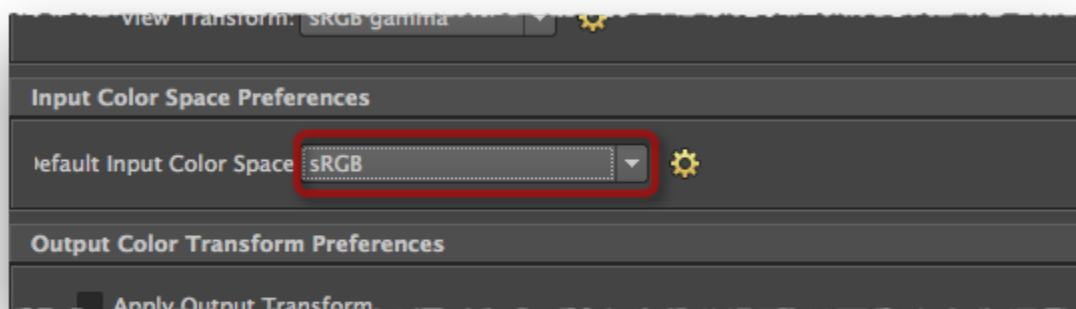 View Transform: sRGB gamma
Input Color Space Preferences
efault Input Color Space sRGB
Output Color Transform Preferences
Apply Output Transform